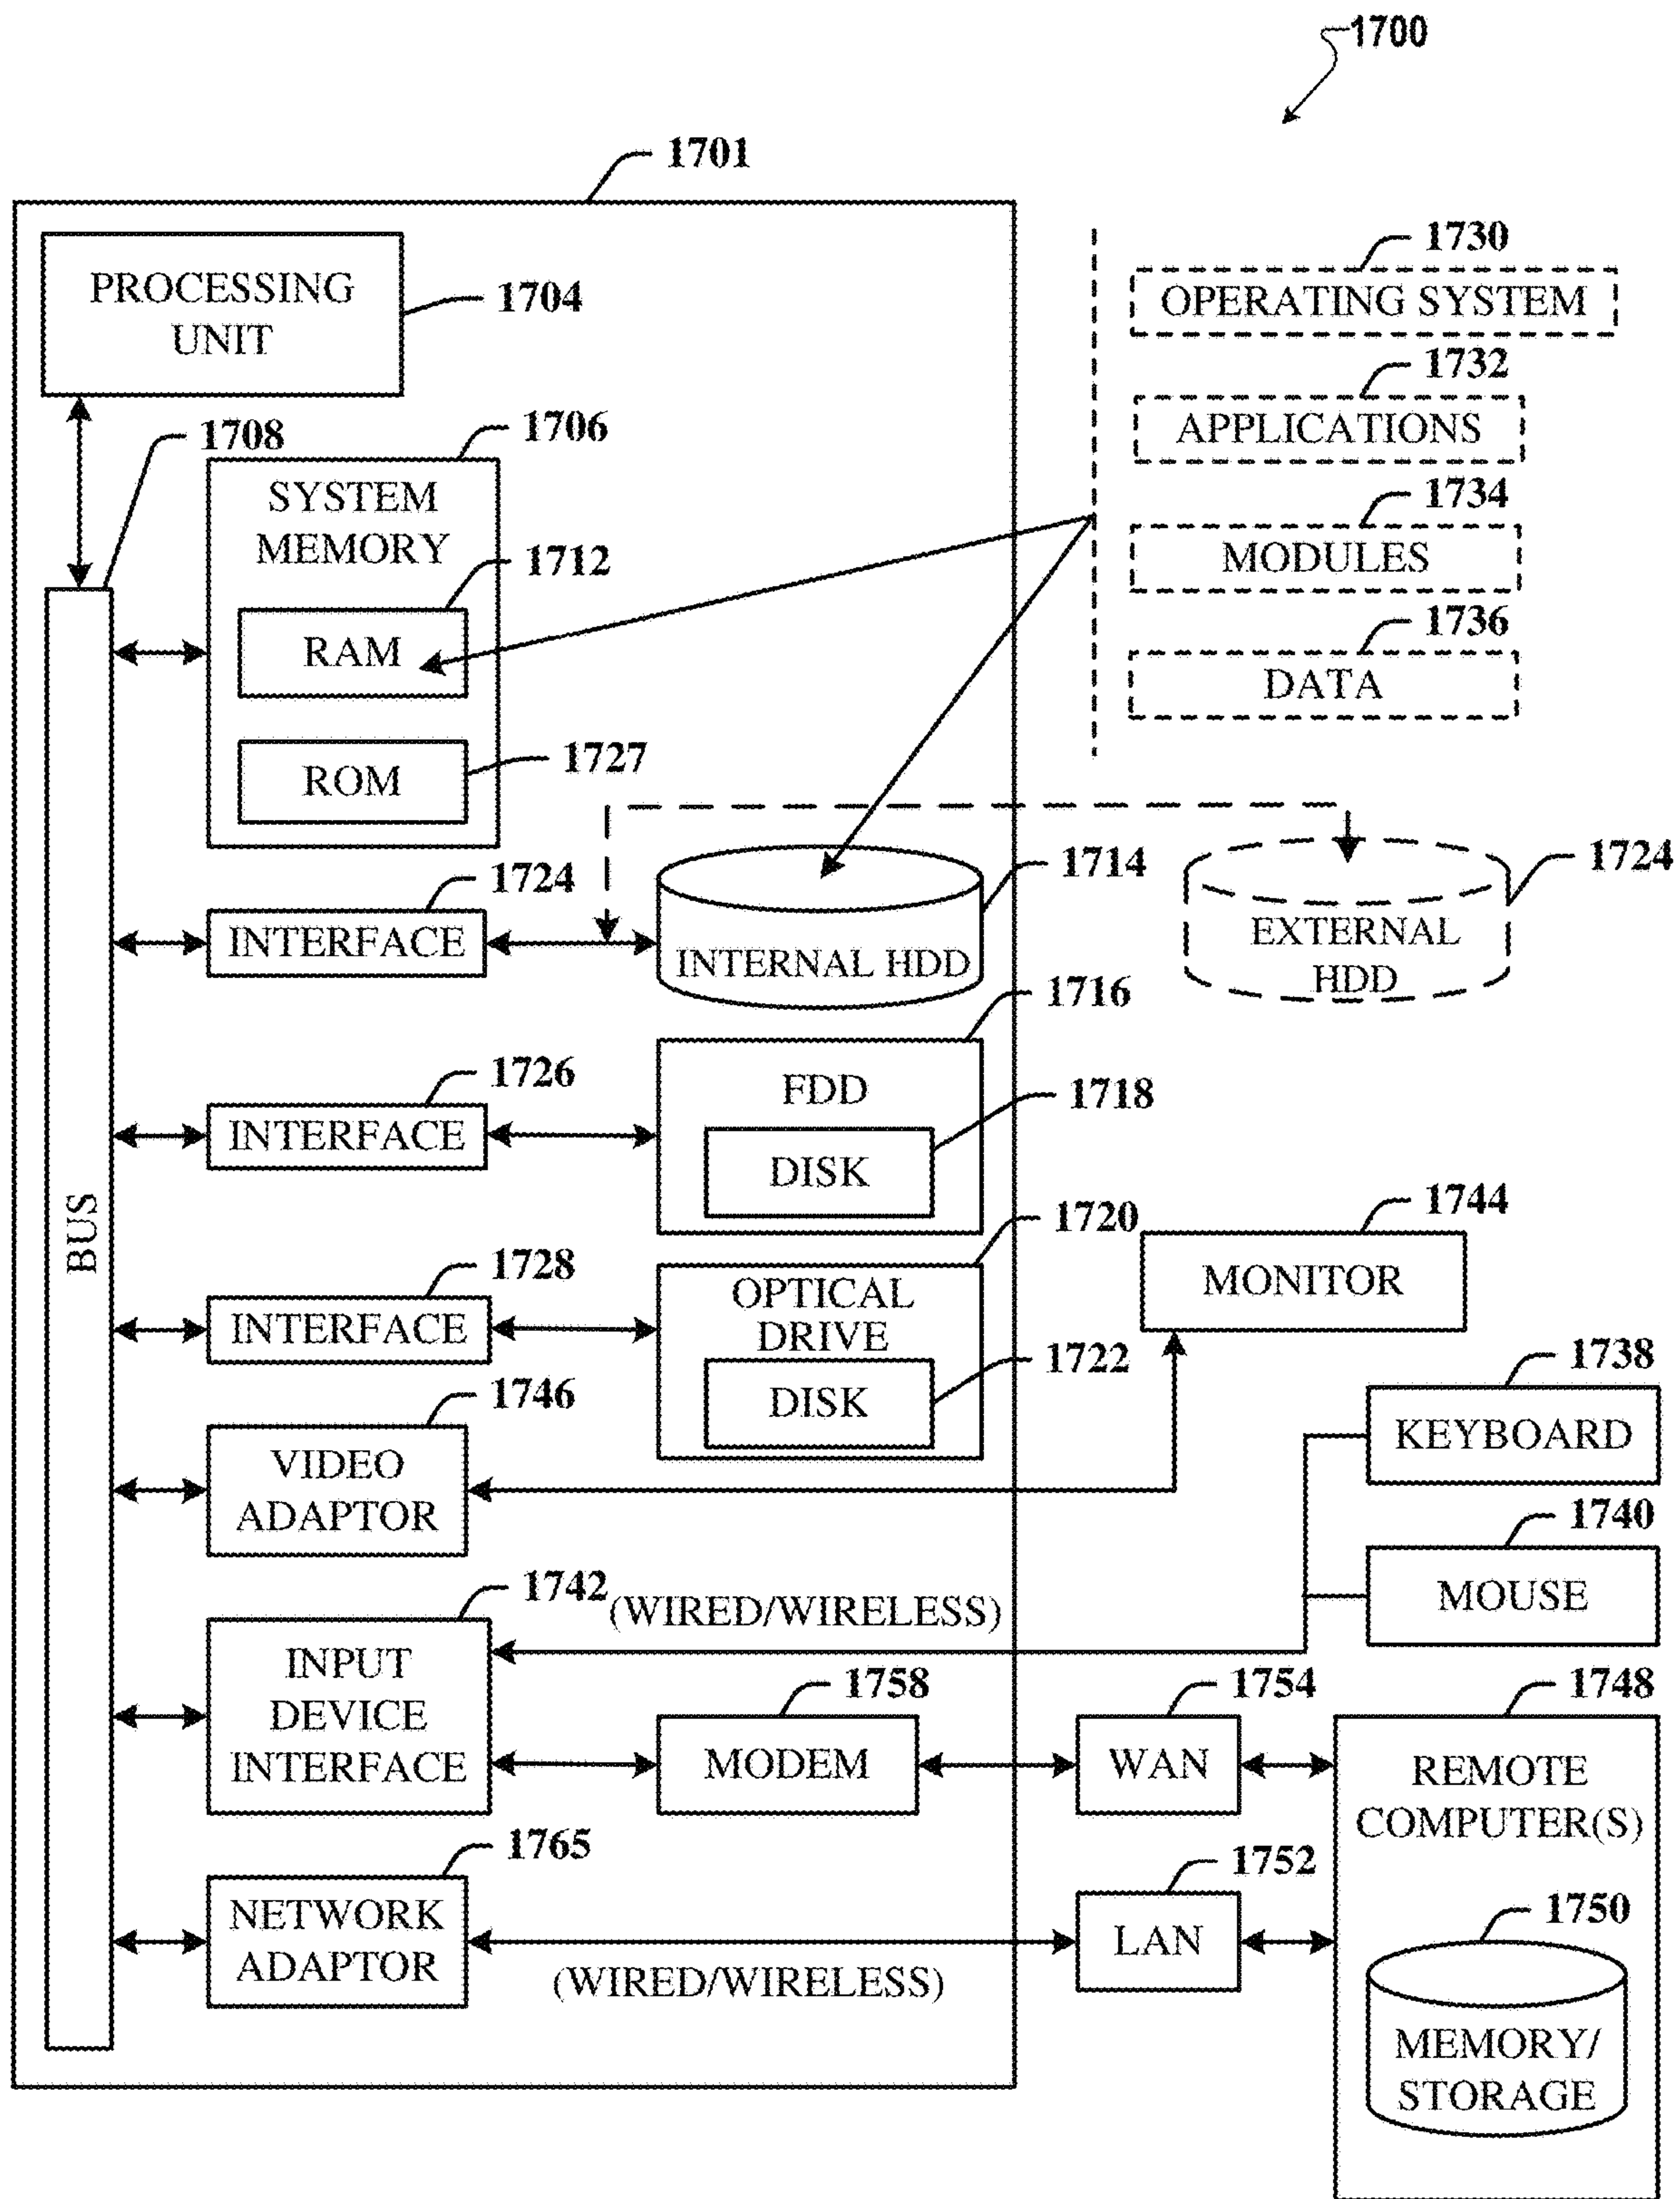 1700
1701
PROCESSING
UNIT
1704
1730
OPERATING SYSTEM
1732
APPLICATIONS
1734
MODULES
1736
DATA
1708
1706
SYSTEM
MEMORY
1712
RAM
1727
ROM
BUS
1724
INTERFACE
1714
INTERNAL HDD
1724
EXTERNAL
HDD
1716
FDD
1726
INTERFACE
1718
DISK
1720
OPTICAL
DRIVE
1728
INTERFACE
1722
DISK
1744
MONITOR
1746
VIDEO
ADAPTOR
1738
KEYBOARD
1740
MOUSE
1742
(WIRED/WIRELESS)
INPUT
DEVICE
INTERFACE
1758
MODEM
1754
WAN
1748
REMOTE
COMPUTER(S)
1765
NETWORK
ADAPTOR
(WIRED/WIRELESS)
1752
LAN
1750
MEMORY/
STORAGE